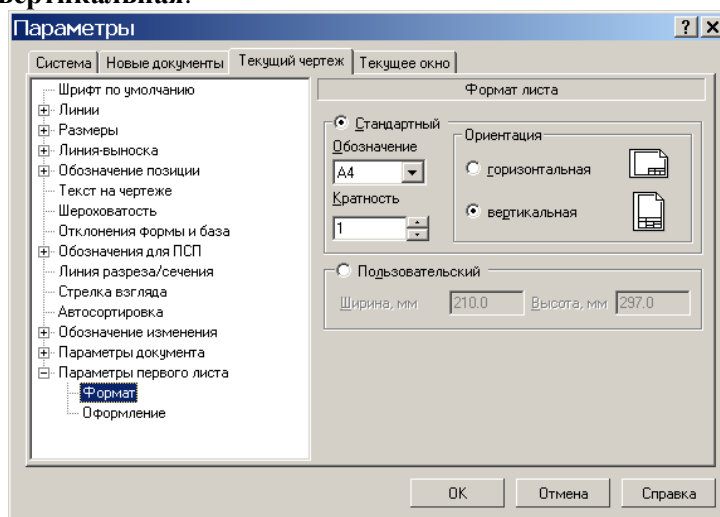 вертикальная.
Параметры
Система Новые документы Текущий чертеж Текущее окно
Шрифт по умолчанию
Линии
Размеры
Линия-выноска
Обозначение позиции
Текст на чертеже
Шероховатость
Отклонения формы и база
Обозначения для ПСП
Линия разреза/сечения
Стрелка взгляда
Автосортировка
Обозначение изменения
Параметры документа
Параметры первого листа
Формат
Оформление
Формат листа
Стандартный
Обозначение
A4
Кратность
1
Ориентация
горизонтальная
вертикальная
Пользовательский
Ширина, мм 210.0 Высота, мм 297.0
OK Отмена Справка